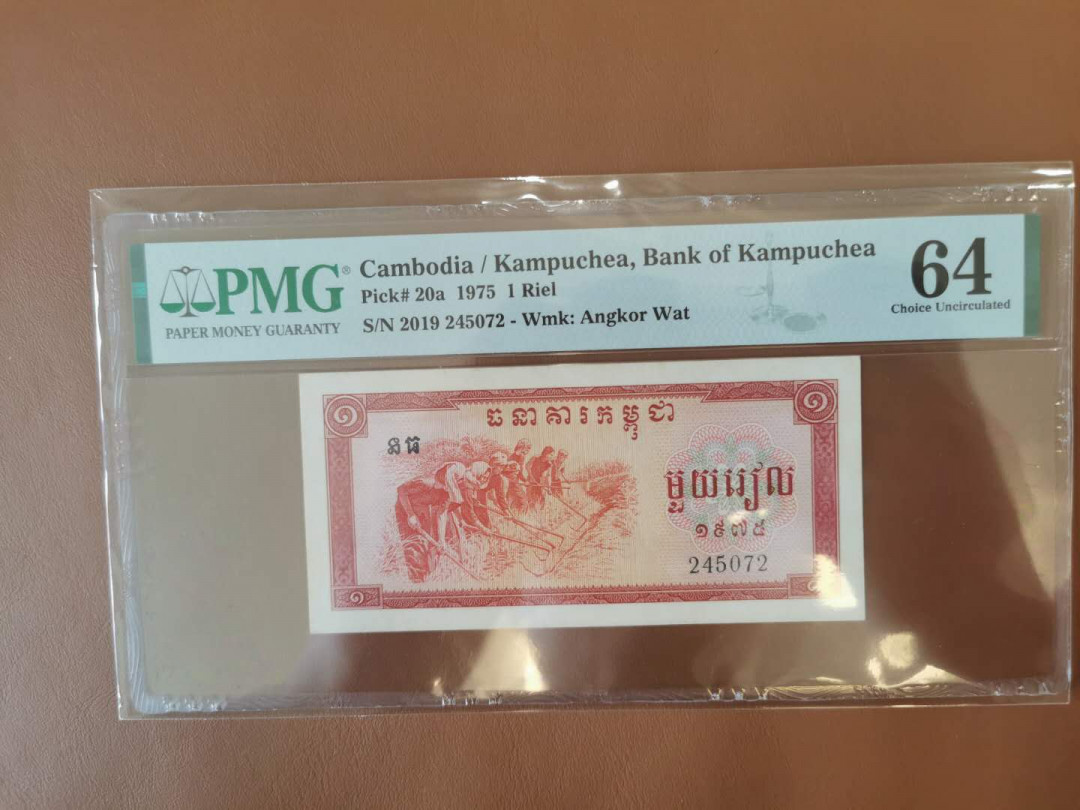 PMG®
PAPER MONEY GUARANTY
Cambodia / Kampuchea, Bank of Kampuchea
Pick# 20a 1975 1 Riel
S/N 2019 245072 - Wmk: Angkor Wat
64
Choice Uncirculated
១ ធនាគារកម្ពុជា ១
នធ
មួយរៀល
១៩៧៥
245072
១ ១